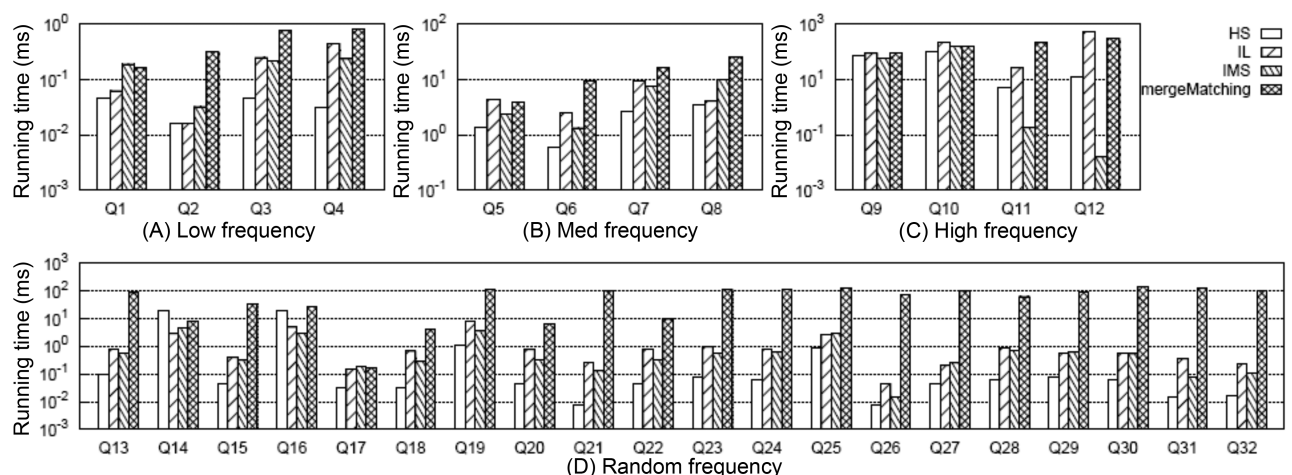 Running time (ms)
10^0
10^-1
10^-2
10^-3
Q1 Q2 Q3 Q4
(A) Low frequency
Running time (ms)
10^2
10^1
10^0
10^-1
Q5 Q6 Q7 Q8
(B) Med frequency
Running time (ms)
10^3
10^1
10^-1
10^-3
Q9 Q10 Q11 Q12
(C) High frequency
HS
IL
IMS
mergeMatching
Running time (ms)
10^3
10^2
10^1
10^0
10^-1
10^-2
10^-3
Q13 Q14 Q15 Q16 Q17 Q18 Q19 Q20 Q21 Q22 Q23 Q24 Q25 Q26 Q27 Q28 Q29 Q30 Q31 Q32
(D) Random frequency